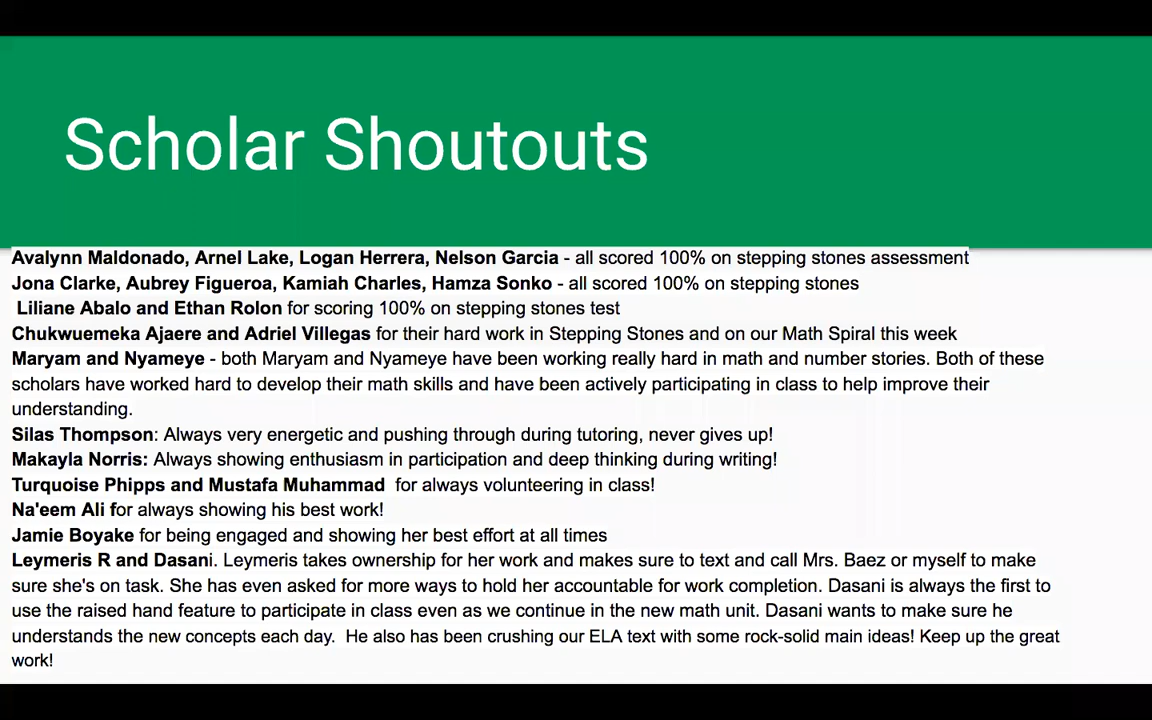 Scholar Shoutouts
Avalynn Maldonado, Arnel Lake, Logan Herrera, Nelson Garcia - all scored 100% on stepping stones assessment
Jona Clarke, Aubrey Figueroa, Kamiah Charles, Hamza Sonko - all scored 100% on stepping stones
Liliane Abalo and Ethan Rolon for scoring 100% on stepping stones test
Chukwuemeka Ajaere and Adriel Villegas for their hard work in Stepping Stones and on our Math Spiral this week
Maryam and Nyameye - both Maryam and Nyameye have been working really hard in math and number stories. Both of these
scholars have worked hard to develop their math skills and have been actively participating in class to help improve their
understanding.
Silas Thompson: Always very energetic and pushing through during tutoring, never gives up!
Makayla Norris: Always showing enthusiasm in participation and deep thinking during writing!
Turquoise Phipps and Mustafa Muhammad for always volunteering in class!
Na'eem Ali for always showing his best work!
Jamie Boyake for being engaged and showing her best effort at all times
Leymeris R and Dasani. Leymeris takes ownership for her work and makes sure to text and call Mrs. Baez or myself to make
sure she's on task. She has even asked for more ways to hold her accountable for work completion. Dasani is always the first to
use the raised hand feature to participate in class even as we continue in the new math unit. Dasani wants to make sure he
understands the new concepts each day. He also has been crushing our ELA text with some rock-solid main ideas! Keep up the great
work!